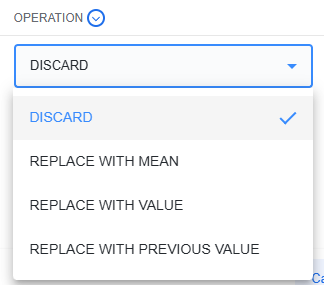 OPERATION
DISCARD
DISCARD
REPLACE WITH MEAN
REPLACE WITH VALUE
REPLACE WITH PREVIOUS VALUE